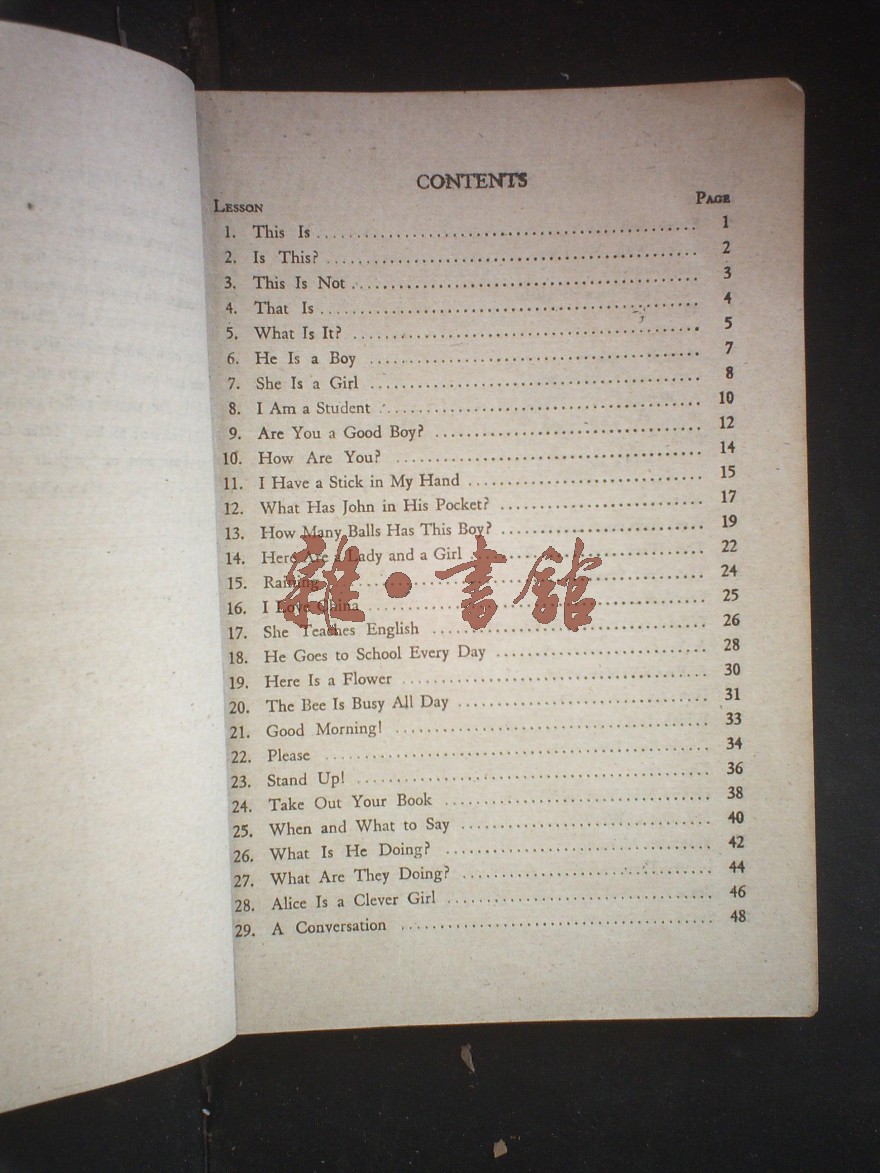 CONTENTS
LESSON PAGE
1. This Is 1
2. Is This? 2
3. This Is Not 3
4. That Is 4
5. What Is It? 5
6. He Is a Boy 7
7. She Is a Girl 8
8. I Am a Student 10
9. Are You a Good Boy? 12
10. How Are You? 14
11. I Have a Stick in My Hand 15
12. What Has John in His Pocket? 17
13. How Many Balls Has This Boy? 19
14. Here Are a Lady and a Girl 22
15. Raining 24
16. I Love China 25
17. She Teaches English 26
18. He Goes to School Every Day 28
19. Here Is a Flower 30
20. The Bee Is Busy All Day 31
21. Good Morning! 33
22. Please 34
23. Stand Up! 36
24. Take Out Your Book 38
25. When and What to Say 40
26. What Is He Doing? 42
27. What Are They Doing? 44
28. Alice Is a Clever Girl 46
29. A Conversation 48
雜·書館